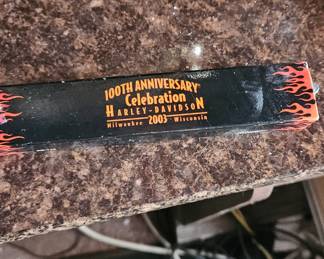 100TH ANNIVERSARY
Celebration
HARLEY-DAVIDSON
Milwaukee 2003 Wisconsin